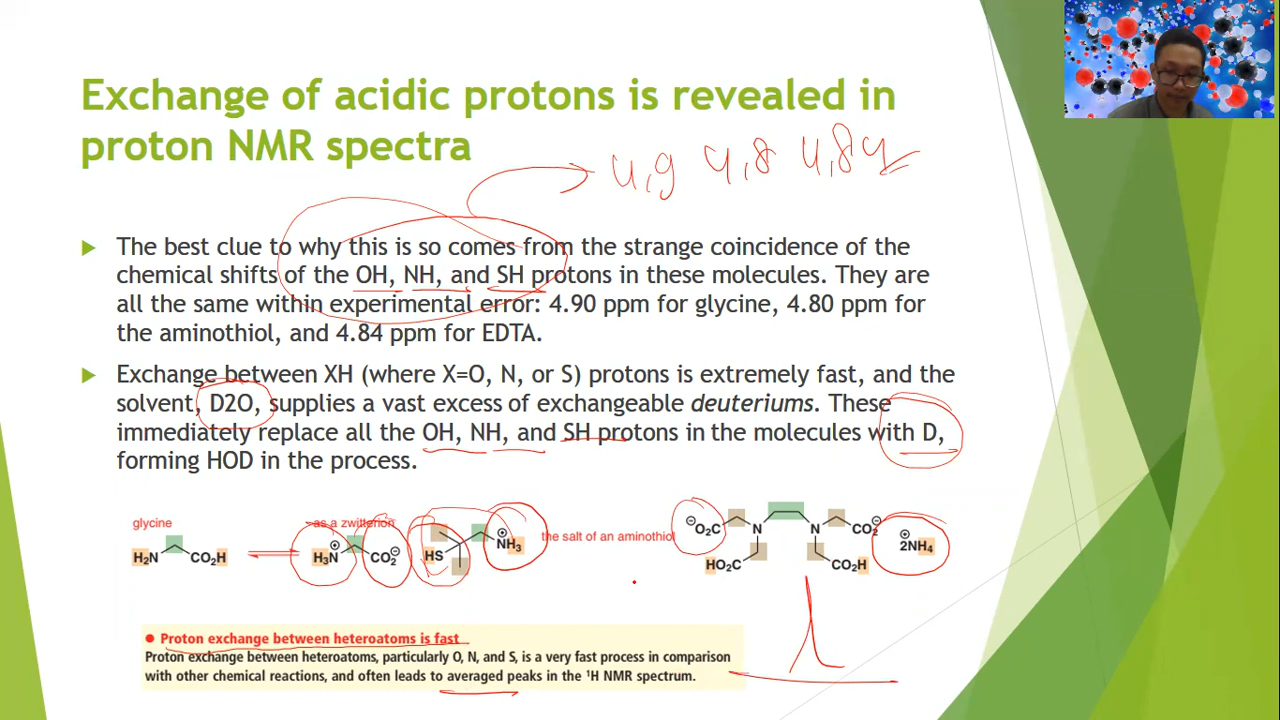 Exchange of acidic protons is revealed in
proton NMR spectra
4,9 4,8 4,84
The best clue to why this is so comes from the strange coincidence of the
chemical shifts of the OH, NH, and SH protons in these molecules. They are
all the same within experimental error: 4.90 ppm for glycine, 4.80 ppm for
the aminothiol, and 4.84 ppm for EDTA.
Exchange between XH (where X=O, N, or S) protons is extremely fast, and the
solvent, D2O, supplies a vast excess of exchangeable deuteriums. These
immediately replace all the OH, NH, and SH protons in the molecules with D,
forming HOD in the process.
glycine
as a zwitterion
the salt of an aminothiol
H2N CO2H
H3N⊕ CO2⊖
HS ⊕NH3
⊖O2C N N CO2⊖
HO2C CO2H
⊕2NH4
● Proton exchange between heteroatoms is fast
Proton exchange between heteroatoms, particularly O, N, and S, is a very fast process in comparison
with other chemical reactions, and often leads to averaged peaks in the ¹H NMR spectrum.